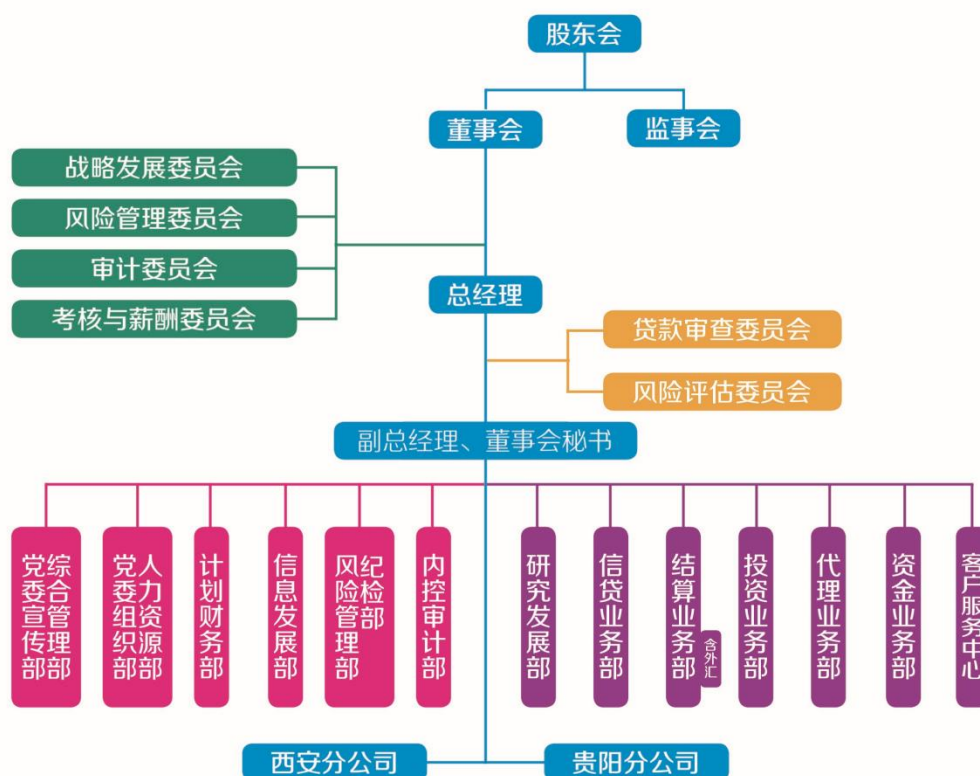 股东会
董事会
监事会
战略发展委员会
风险管理委员会
审计委员会
考核与薪酬委员会
总经理
贷款审查委员会
风险评估委员会
副总经理、董事会秘书
综合管理部
党委宣传部
人力资源部
党委组织部
计划财务部
信息发展部
纪检部
风险管理部
内控审计部
研究发展部
信贷业务部
结算业务部
含外汇
投资业务部
代理业务部
资金业务部
客户服务中心
西安分公司
贵阳分公司